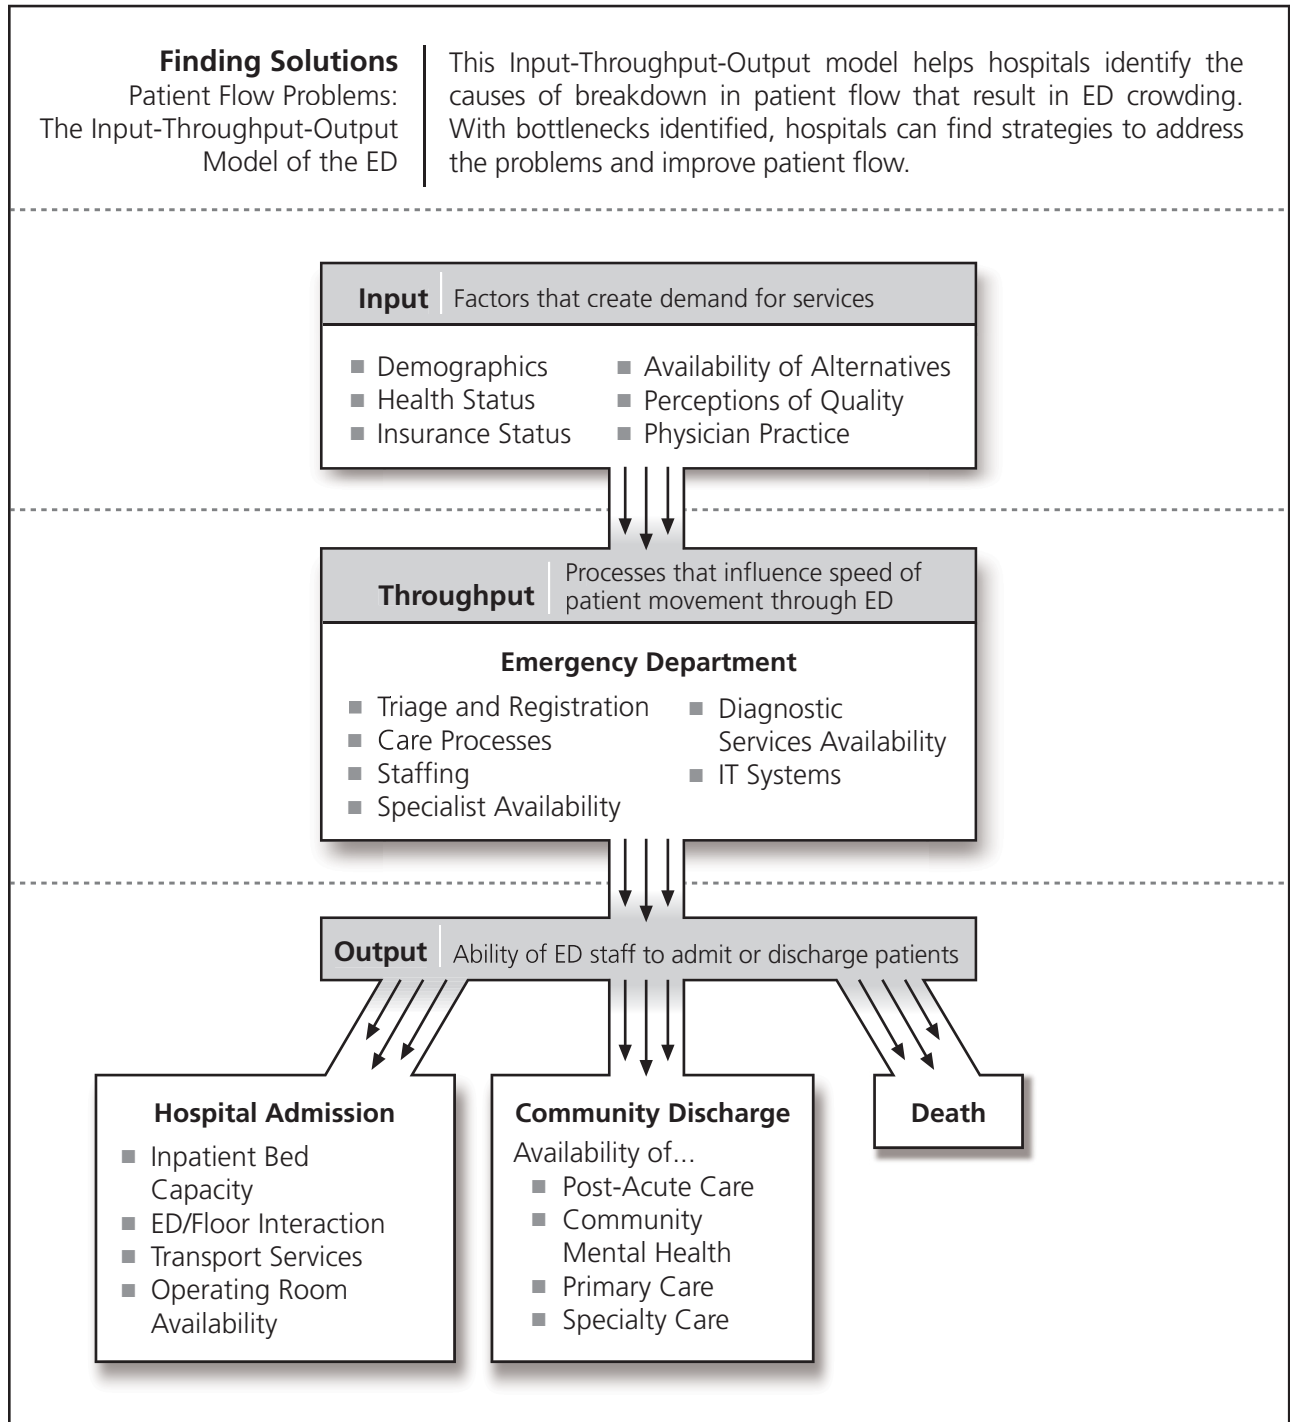 Finding Solutions
Patient Flow Problems:
The Input-Throughput-Output
Model of the ED
This Input-Throughput-Output model helps hospitals identify the
causes of breakdown in patient flow that result in ED crowding.
With bottlenecks identified, hospitals can find strategies to address
the problems and improve patient flow.
Input
Factors that create demand for services
Demographics
Health Status
Insurance Status
Availability of Alternatives
Perceptions of Quality
Physician Practice
Throughput
Processes that influence speed of
patient movement through ED
Emergency Department
Triage and Registration
Care Processes
Staffing
Specialist Availability
Diagnostic
Services Availability
IT Systems
Output
Ability of ED staff to admit or discharge patients
Hospital Admission
Inpatient Bed
Capacity
ED/Floor Interaction
Transport Services
Operating Room
Availability
Community Discharge
Availability of...
Post-Acute Care
Community
Mental Health
Primary Care
Specialty Care
Death